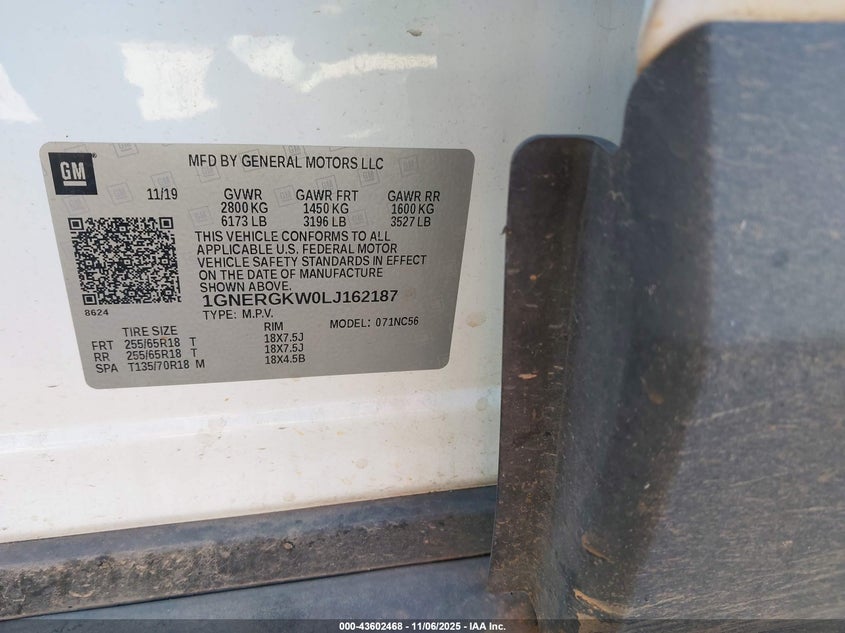 GM
MFD BY GENERAL MOTORS LLC
11/19 GVWR GAWR FRT GAWR RR
2800 KG 1450 KG 1600 KG
6173 LB 3196 LB 3527 LB
THIS VEHICLE CONFORMS TO ALL
APPLICABLE U.S. FEDERAL MOTOR
VEHICLE SAFETY STANDARDS IN EFFECT
ON THE DATE OF MANUFACTURE
SHOWN ABOVE.
8624
1GNERGKW0LJ162187
TYPE: M.P.V. MODEL: 071NC56
TIRE SIZE RIM
FRT 255/65R18 T 18X7.5J
RR 255/65R18 T 18X7.5J
SPA T135/70R18 M 18X4.5B
000-43602468 - 11/06/2025 - IAA Inc.